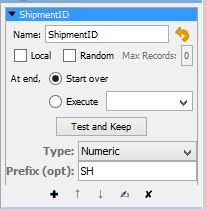 ShipmentID
Name: ShipmentID
Local Random Max Records: 0
At end, Start over
Execute
Test and Keep
Type: Numeric
Prefix (opt): SH